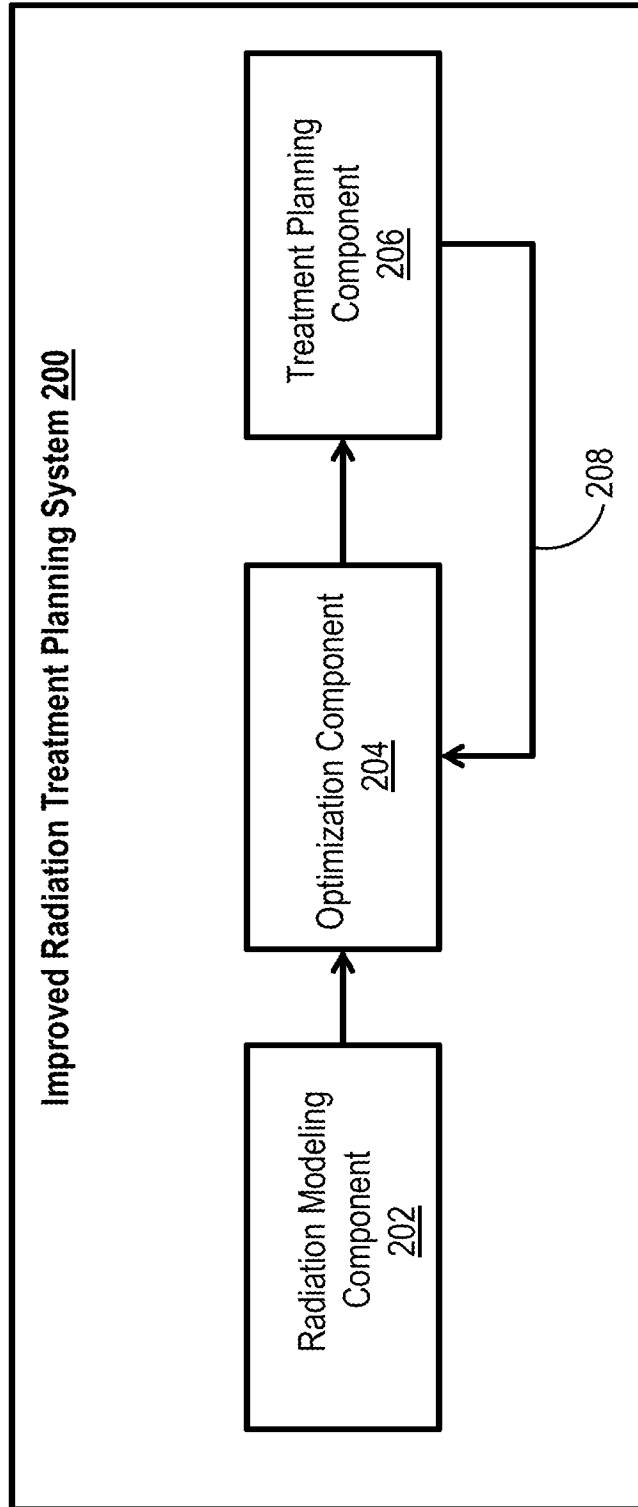 Improved Radiation Treatment Planning System 200
Radiation Modeling
Component
202
Optimization Component
204
Treatment Planning
Component
206
208